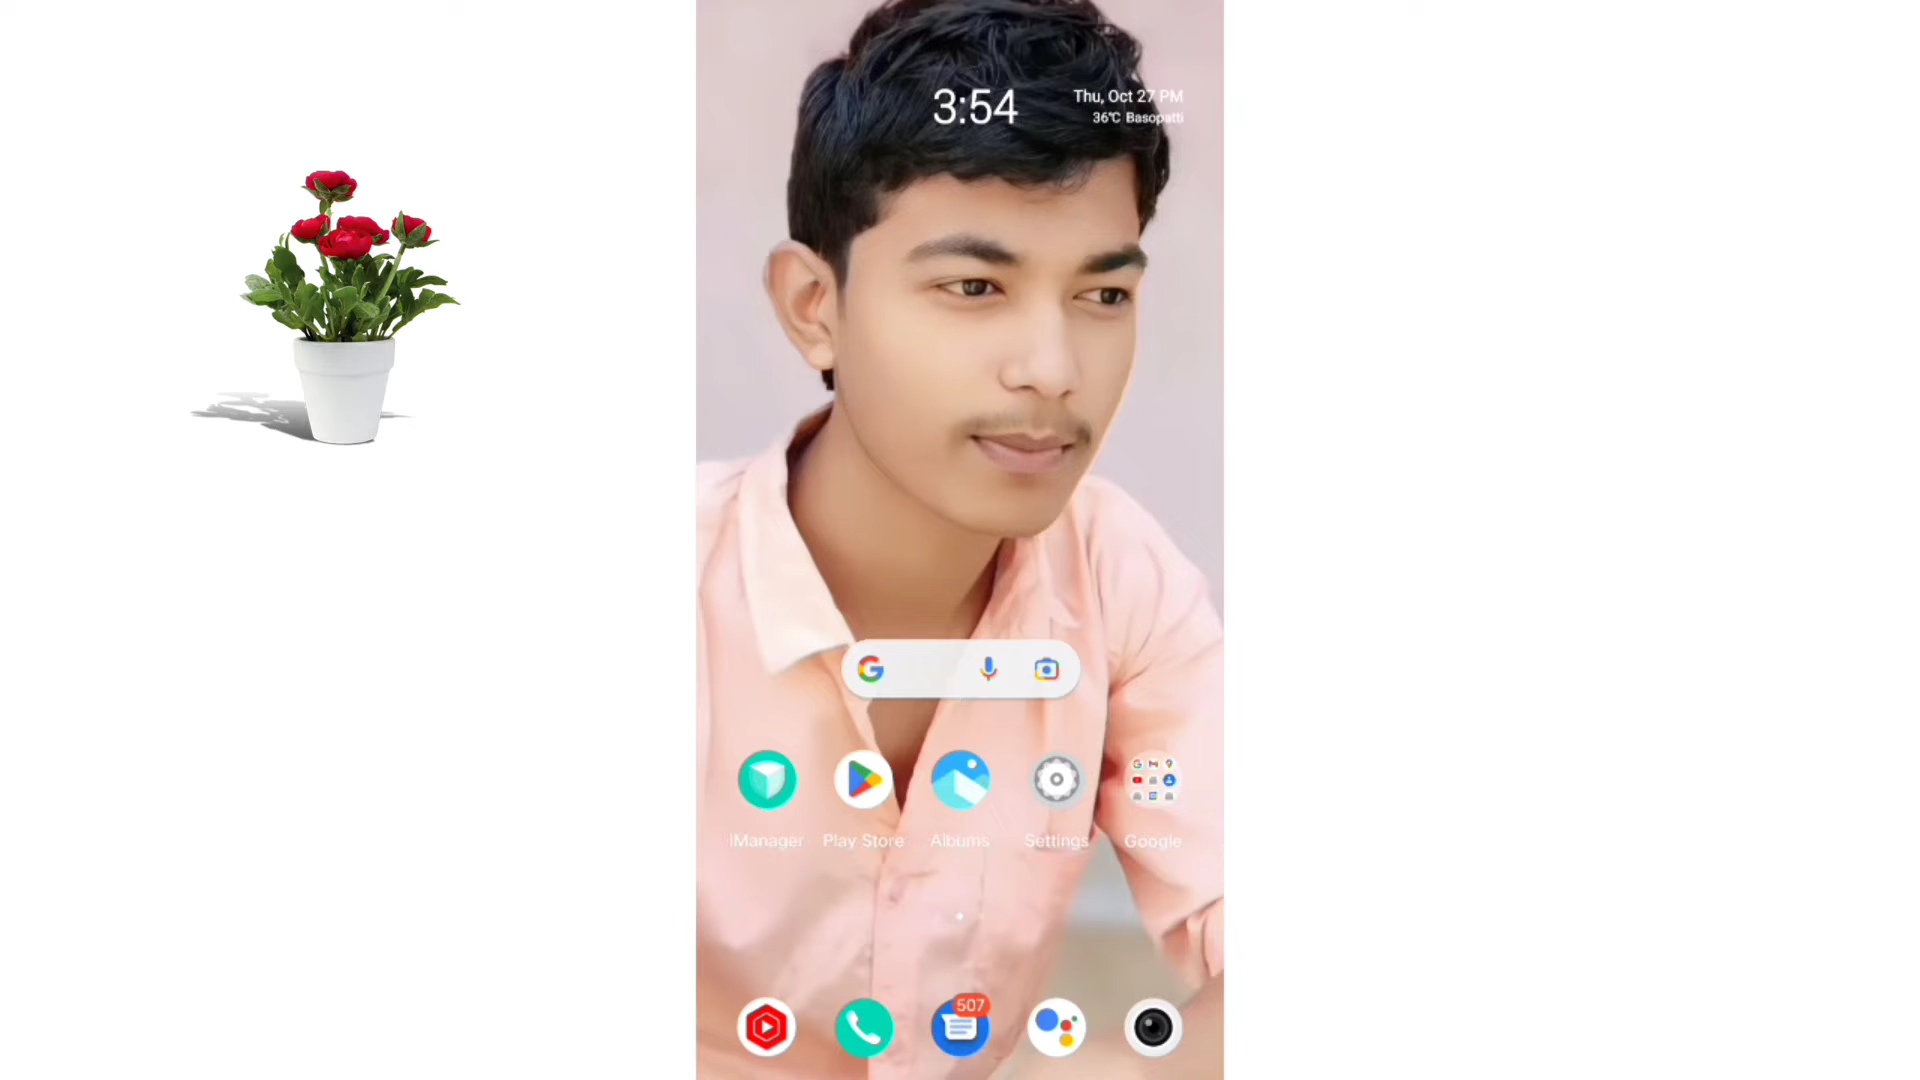 3:54
Thu, Oct 27 PM
36℃ Basopatti
iManager
Play Store
Albums
Settings
Google
507